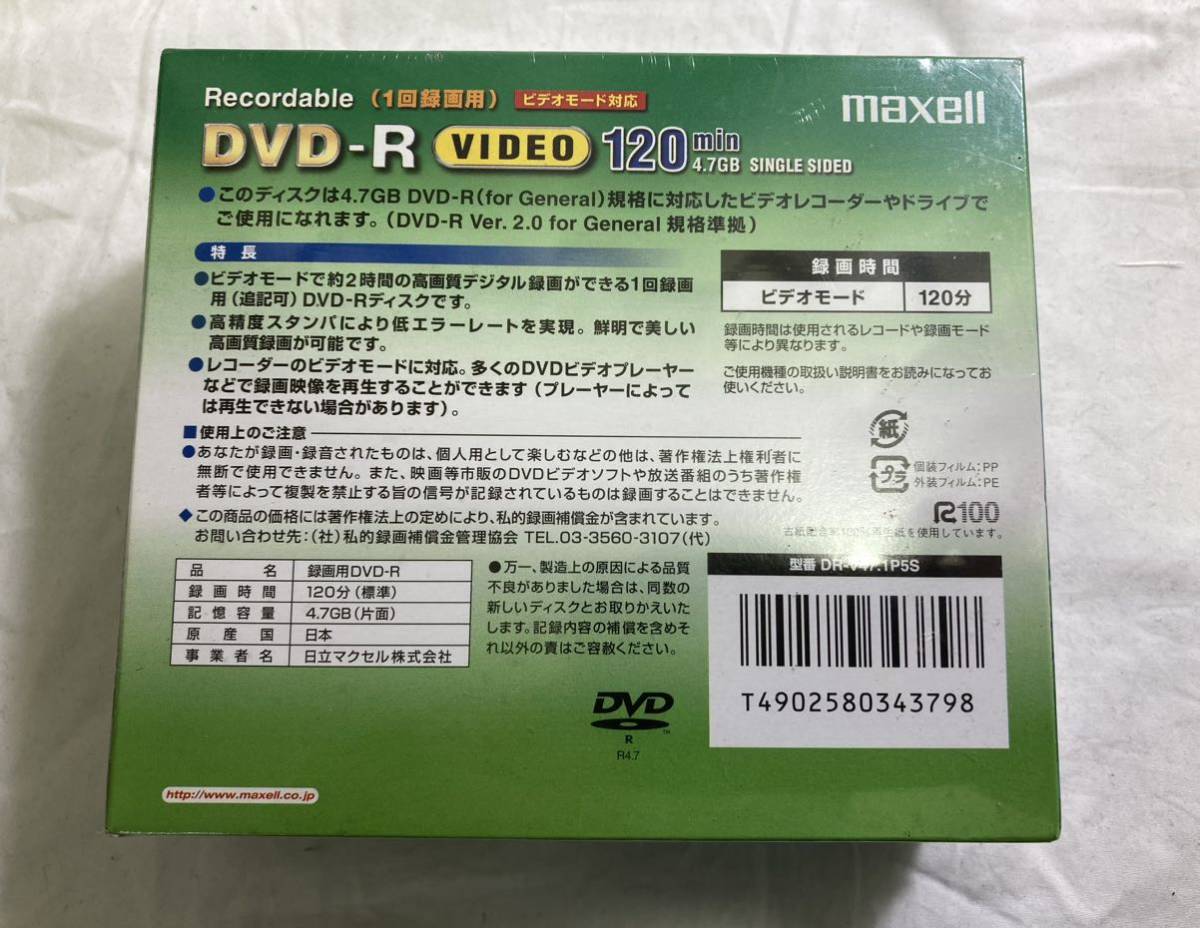 Recordable (1回録画用) ビデオモード対応
maxell
DVD-R VIDEO 120min
4.7GB SINGLE SIDED
●このディスクは4.7GB DVD-R(for General)規格に対応したビデオレコーダーやドライブで
ご使用になれます。(DVD-R Ver. 2.0 for General 規格準拠)
特長
●ビデオモードで約2時間の高画質デジタル録画ができる1回録画
用(追記可)DVD-Rディスクです。
●高精度スタンパにより低エラーレートを実現。鮮明で美しい
高画質録画が可能です。
●レコーダーのビデオモードに対応。多くのDVDビデオプレーヤー
などで録画映像を再生することができます(プレーヤーによって
は再生できない場合があります)。
録画時間
ビデオモード 120分
録画時間は使用されるレコードや録画モード
等により異なります。
ご使用機種の取扱い説明書をお読みになってお
使いください。
■使用上のご注意
●あなたが録画・録音されたものは、個人用として楽しむなどの他は、著作権法上権利者に
無断で使用できません。また、映画等市販のDVDビデオソフトや放送番組のうち著作権
者等によって複製を禁止する旨の信号が記録されているものは録画することはできません。
◆この商品の価格には著作権法上の定めにより、私的録画補償金が含まれています。
お問い合わせ先:(社)私的録画補償金管理協会 TEL.03-3560-3107(代)
紙
プラ
個装フィルム:PP
外装フィルム:PE
R100
古紙配合率100%再生紙を使用しています。
品名 録画用DVD-R
録画時間 120分(標準)
記憶容量 4.7GB(片面)
原産国 日本
事業者名 日立マクセル株式会社
●万一、製造上の原因による品質
不良がありました場合は、同数の
新しいディスクとお取りかえいた
します。記録内容の補償を含めそ
れ以外の責はご容赦ください。
型番 DR-V47.1P5S
T4902580343798
DVD
R
R4.7
http://www.maxell.co.jp